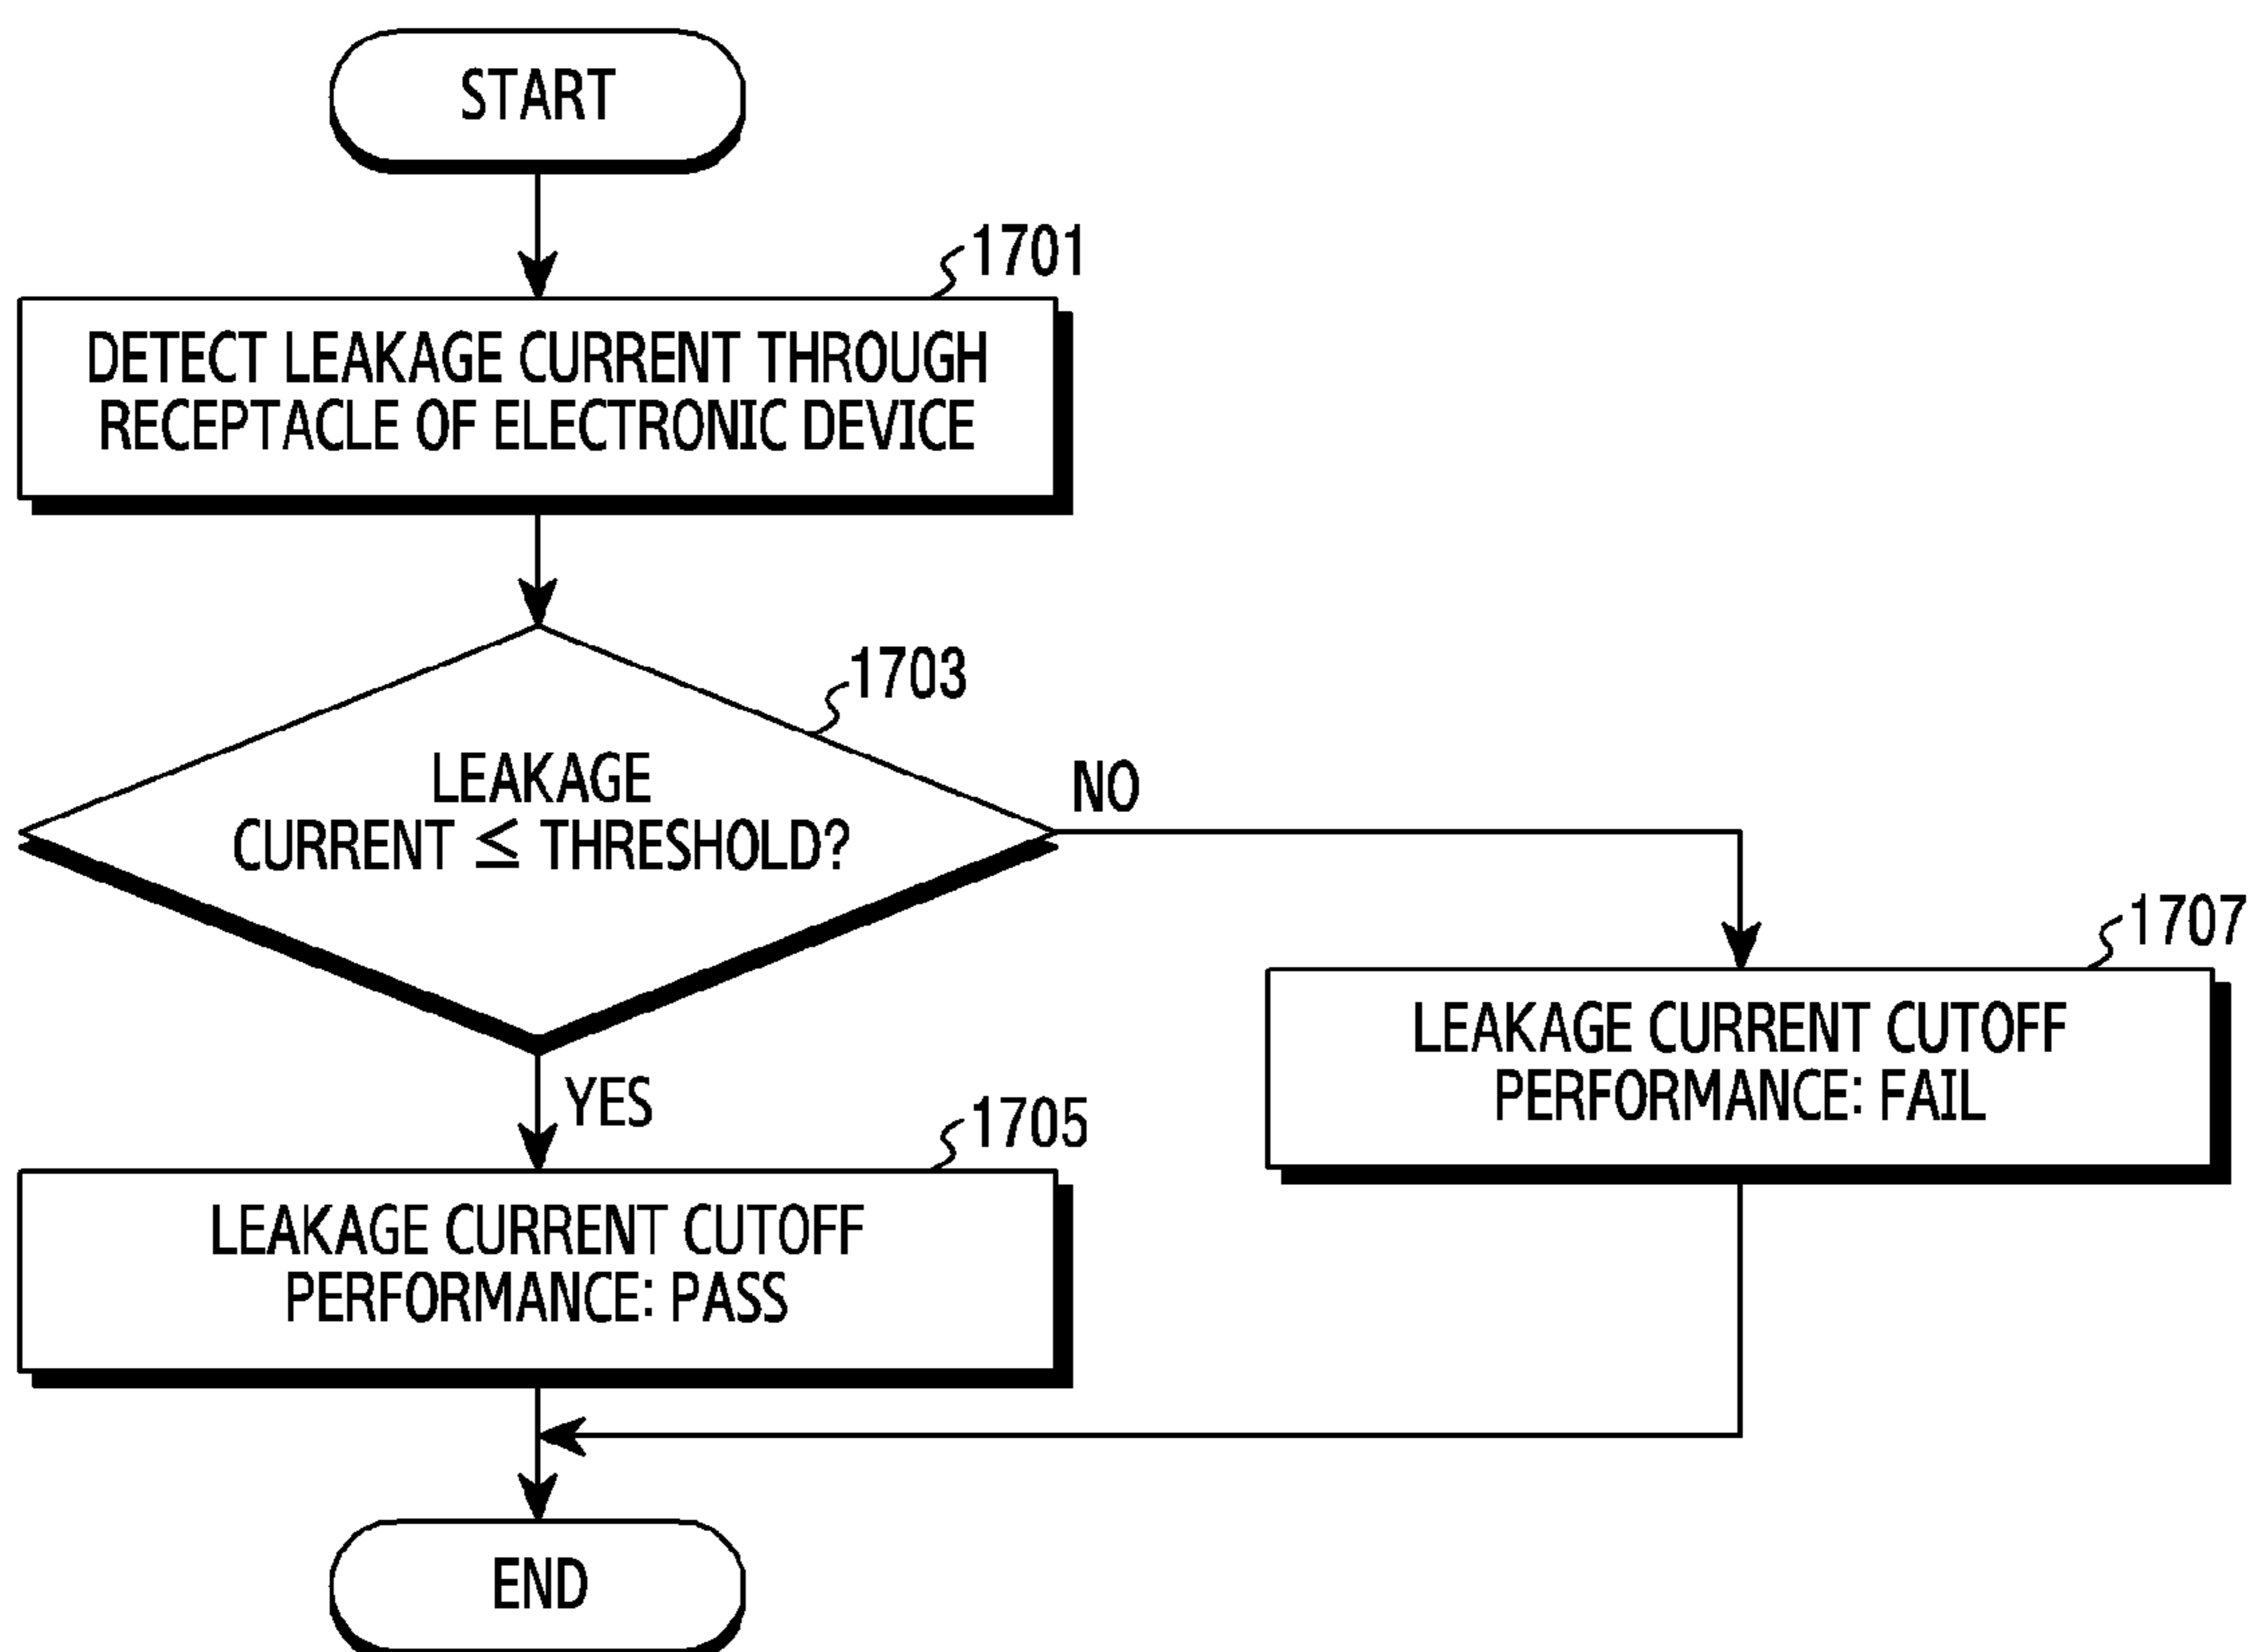 START
1701
DETECT LEAKAGE CURRENT THROUGH
RECEPTACLE OF ELECTRONIC DEVICE
1703
LEAKAGE
CURRENT ≤ THRESHOLD?
NO
1707
LEAKAGE CURRENT CUTOFF
PERFORMANCE: FAIL
YES
1705
LEAKAGE CURRENT CUTOFF
PERFORMANCE: PASS
END